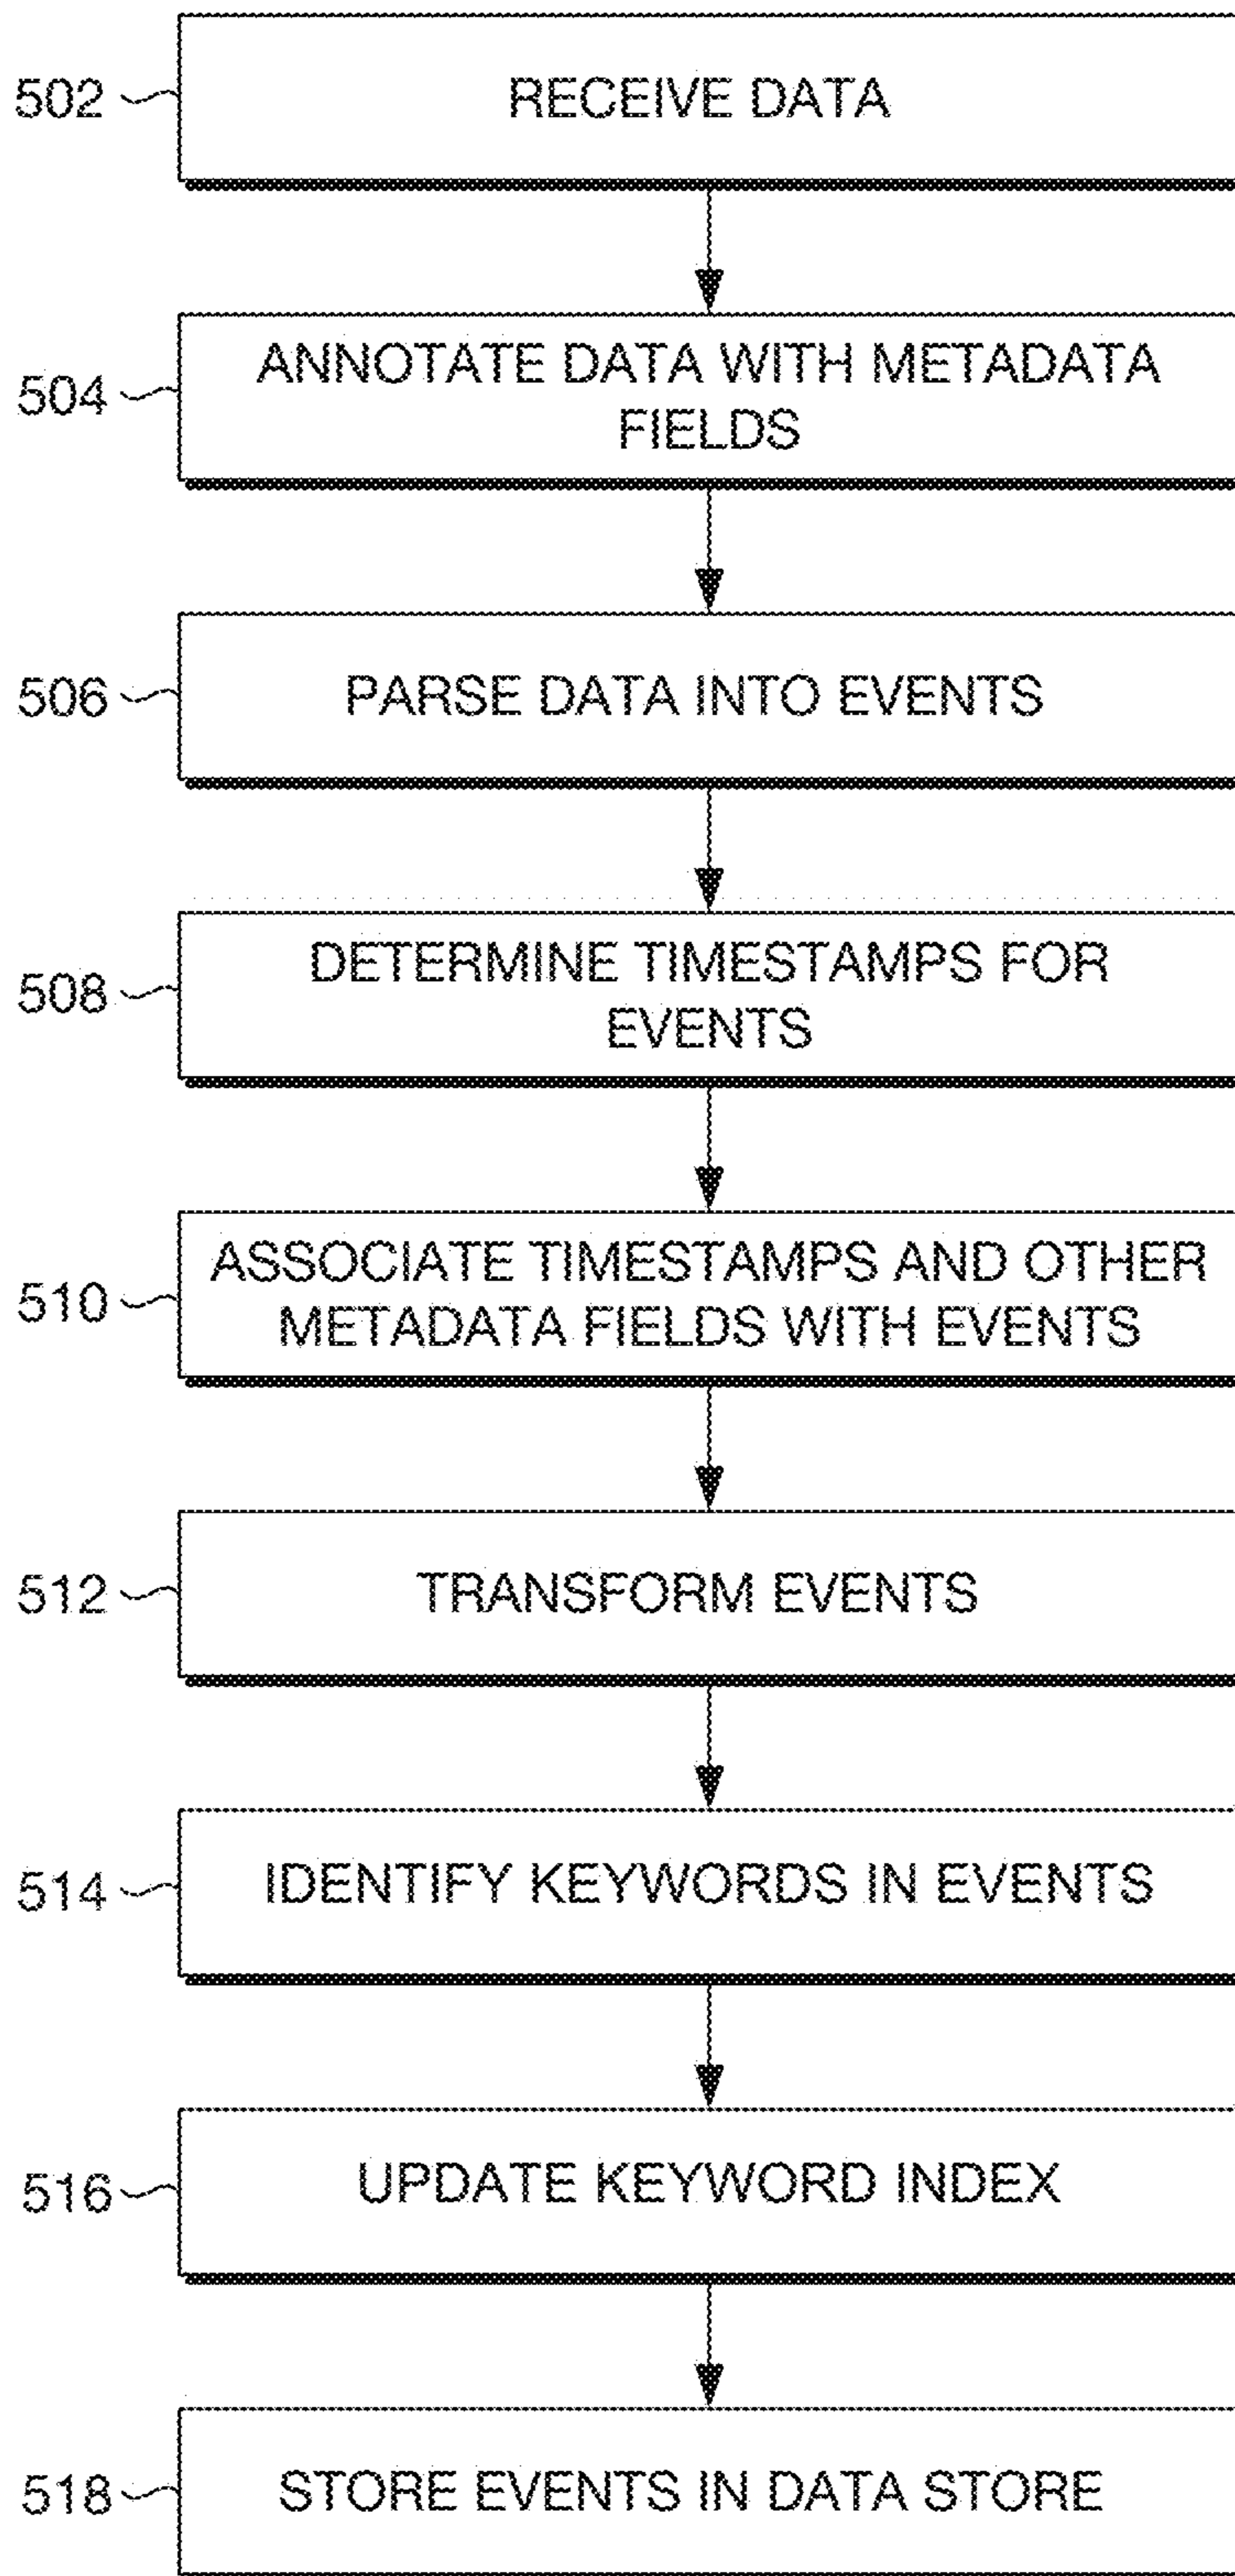 502
RECEIVE DATA
504
ANNOTATE DATA WITH METADATA
FIELDS
506
PARSE DATA INTO EVENTS
508
DETERMINE TIMESTAMPS FOR
EVENTS
510
ASSOCIATE TIMESTAMPS AND OTHER
METADATA FIELDS WITH EVENTS
512
TRANSFORM EVENTS
514
IDENTIFY KEYWORDS IN EVENTS
516
UPDATE KEYWORD INDEX
518
STORE EVENTS IN DATA STORE